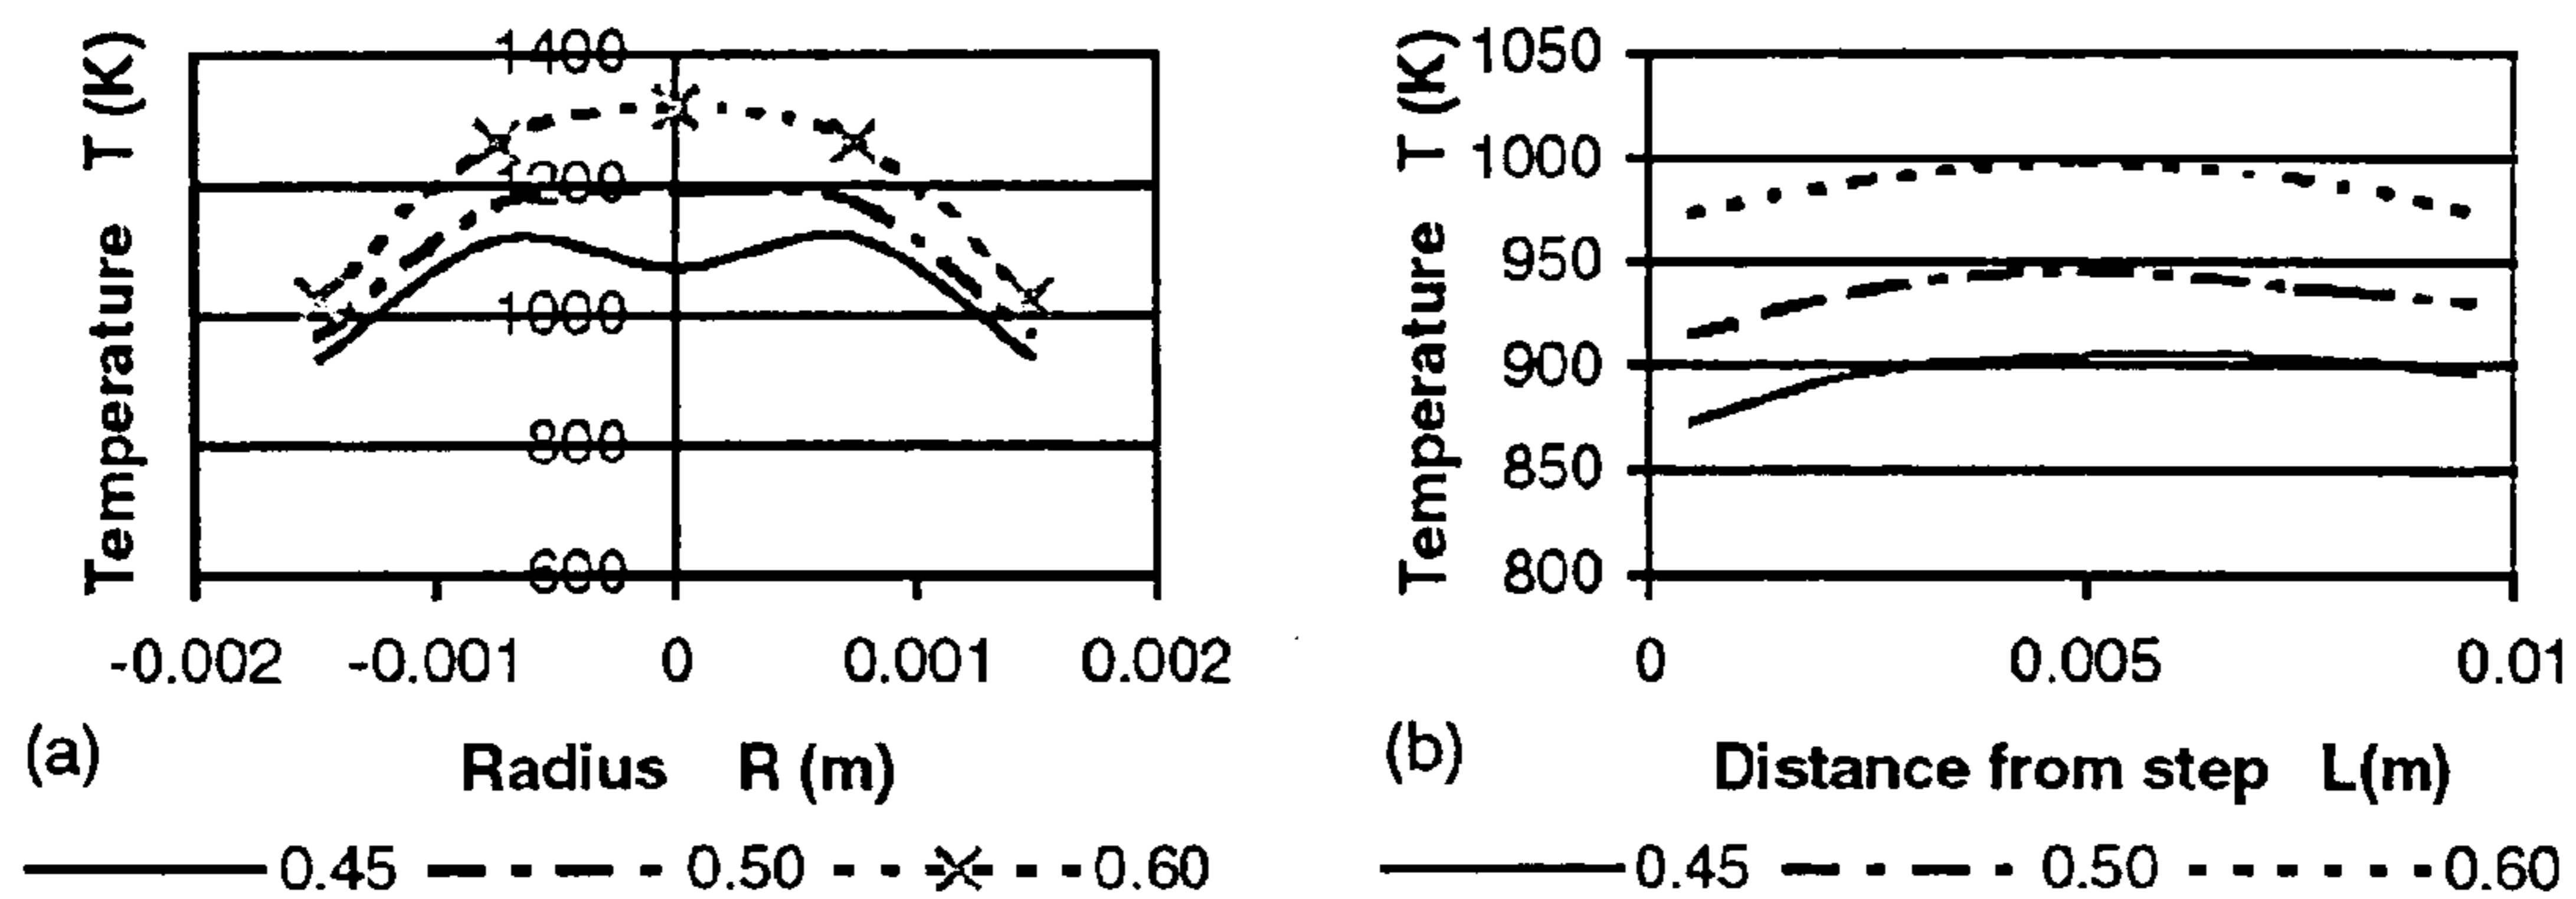 Temperature T (K)
1400
1200
1000
800
600
-0.002 -0.001 0 0.001 0.002
(a) Radius R (m)
0.45 0.50 0.60
Temperature T (K)
1050
1000
950
900
850
800
0 0.005 0.01
(b) Distance from step L(m)
0.45 0.50 0.60